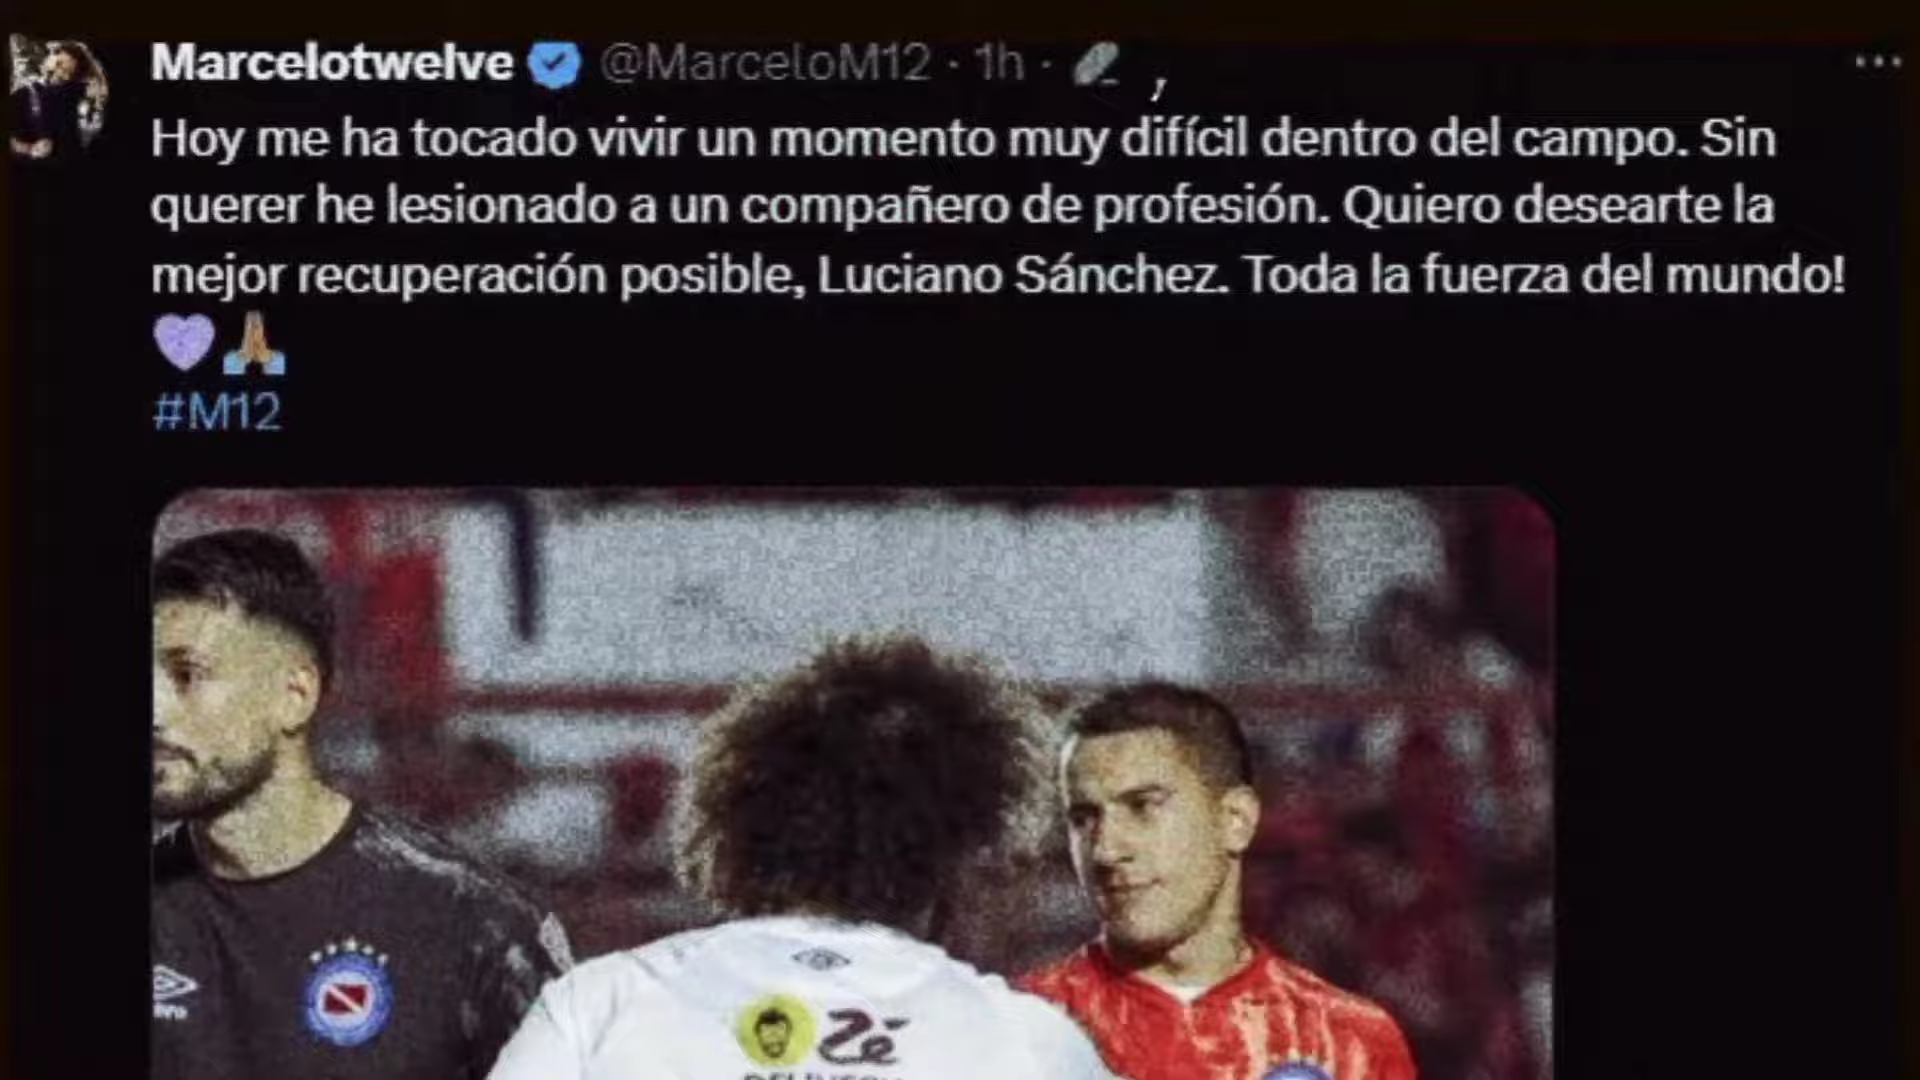 Marcelotwelve @MarceloM12 · 1h ·
Hoy me ha tocado vivir un momento muy difícil dentro del campo. Sin
querer he lesionado a un compañero de profesión. Quiero desearte la
mejor recuperación posible, Luciano Sánchez. Toda la fuerza del mundo!
💜🙏🏽
#M12
Zé